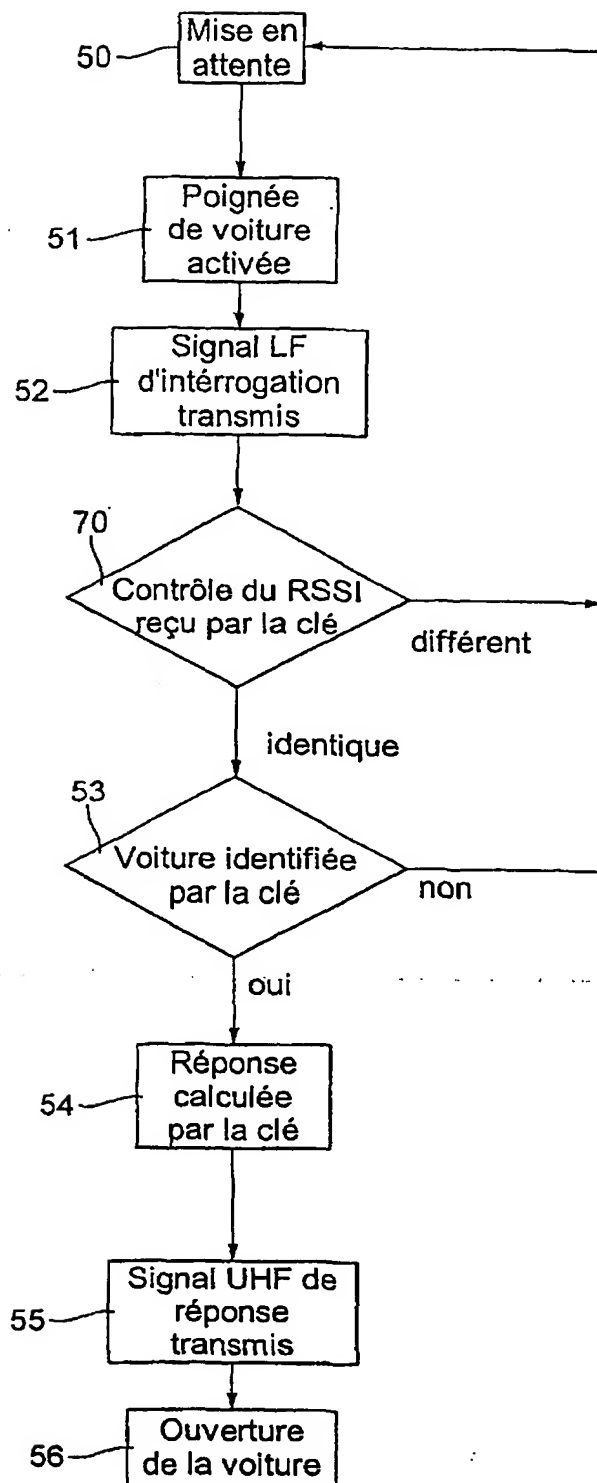 50
Mise en
attente
51
Poignée
de voiture
activée
52
Signal LF
d'intérrogation
transmis
70
Contrôle du RSSI
reçu par la clé
différent
identique
53
Voiture identifiée
par la clé
non
oui
54
Réponse
calculée
par la clé
55
Signal UHF de
réponse
transmis
56
Ouverture
de la voiture